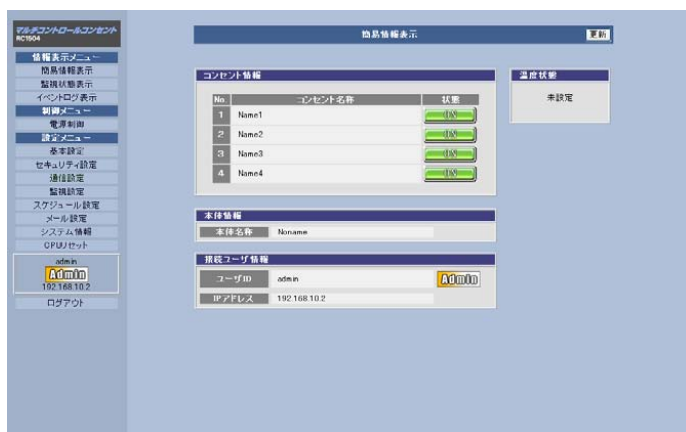 マルチコントロールコンセント
RC1504
情報表示メニュー
簡易情報表示
監視状態表示
イベントログ表示
制御メニュー
電源制御
設定メニュー
基本設定
セキュリティ設定
通信設定
監視設定
スケジュール設定
メール設定
システム情報
CPUリセット
admin
Admin
192.168.10.2
ログアウト
簡易情報表示
更新
コンセント情報
No. コンセント名称 状態
1 Name1 ON
2 Name2 ON
3 Name3 ON
4 Name4 ON
温度状態
未設定
本体情報
本体名称 Noname
接続ユーザ情報
ユーザID admin Admin
IPアドレス 192.168.10.2